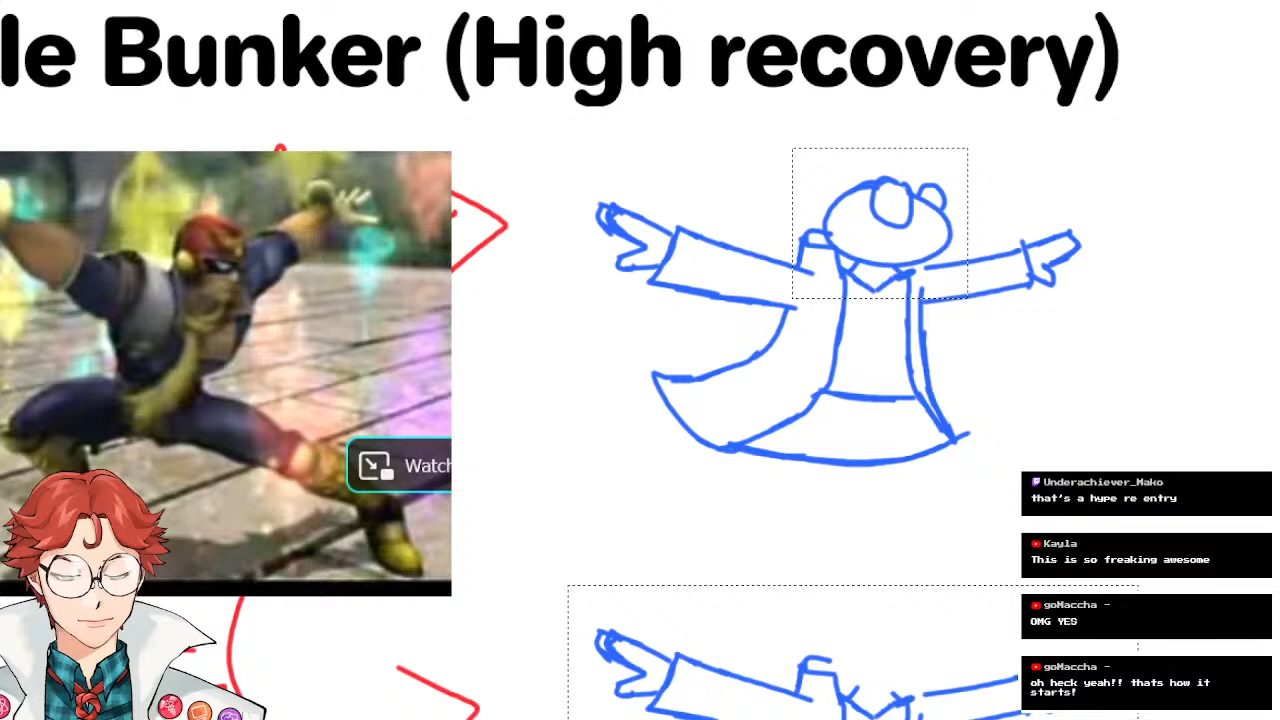 le Bunker (High recovery)
Watch
Underachiever_Mako
that's a hype re entry
Kayla
This is so freaking awesome
goMaccha -
OMG YES
goMaccha -
oh heck yeah!! thats how it
starts!